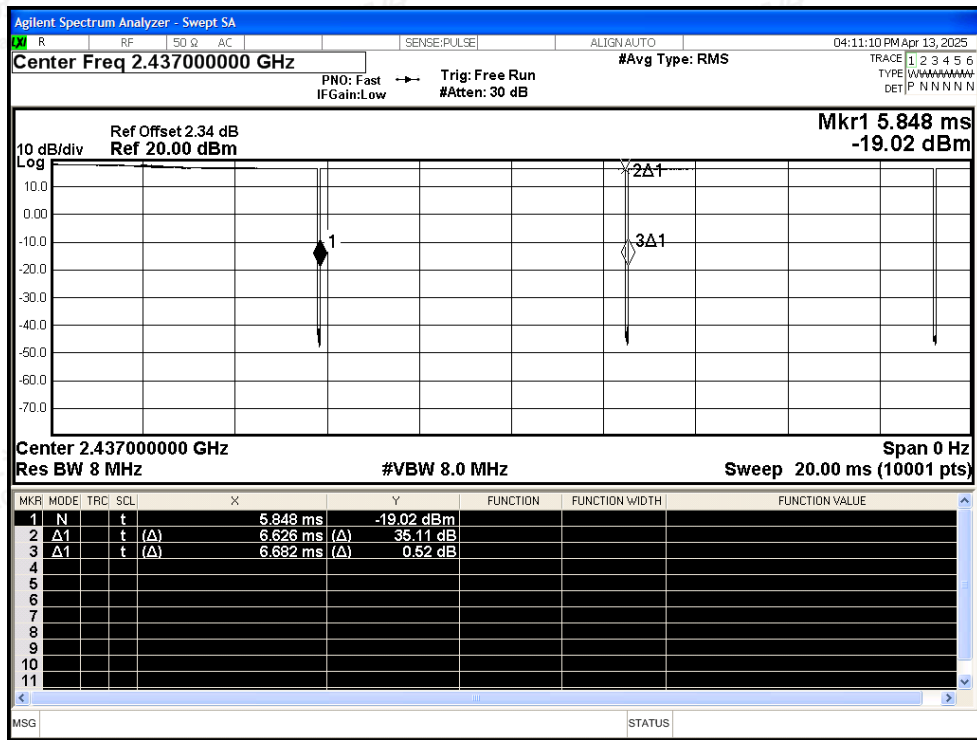 Agilent Spectrum Analyzer - Swept SA
LXI R RF 50 Ω AC SENSE:PULSE ALIGN AUTO 04:11:10 PM Apr 13, 2025
Center Freq 2.437000000 GHz #Avg Type: RMS TRACE 1 2 3 4 5 6
PNO: Fast Trig: Free Run TYPE WWWWWW
IFGain:Low #Atten: 30 dB DET P N N N N N
Mkr1 5.848 ms
Ref Offset 2.34 dB
10 dB/div Ref 20.00 dBm -19.02 dBm
Log
2Δ1
10.0
0.00
-10.0 1 3Δ1
-20.0
-30.0
-40.0
-50.0
-60.0
-70.0
Center 2.437000000 GHz Span 0 Hz
Res BW 8 MHz #VBW 8.0 MHz Sweep 20.00 ms (10001 pts)
MKR MODE TRC SCL X Y FUNCTION FUNCTION WIDTH FUNCTION VALUE
1 N t 5.848 ms -19.02 dBm
2 Δ1 t (Δ) 6.626 ms (Δ) 35.11 dB
3 Δ1 t (Δ) 6.682 ms (Δ) 0.52 dB
4
5
6
7
8
9
10
11
MSG STATUS